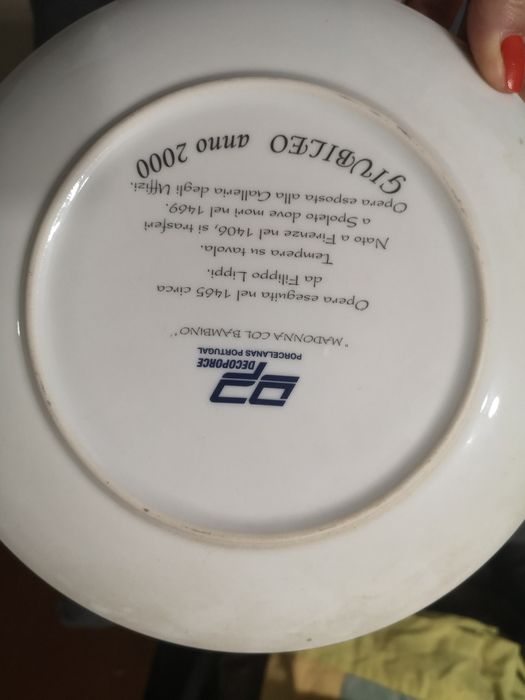 DECOPORCE
PORCELANAS PORTUGAL
"MADONNA COL BAMBINO"
Opera eseguita nel 1465 circa
da Filippo Lippi.
Tempera su tavola.
Nato a Firenze nel 1406, si trasferì
a Spoleto dove morì nel 1469.
Opera esposta alla Galleria degli Uffizi.
GIUBILEO anno 2000